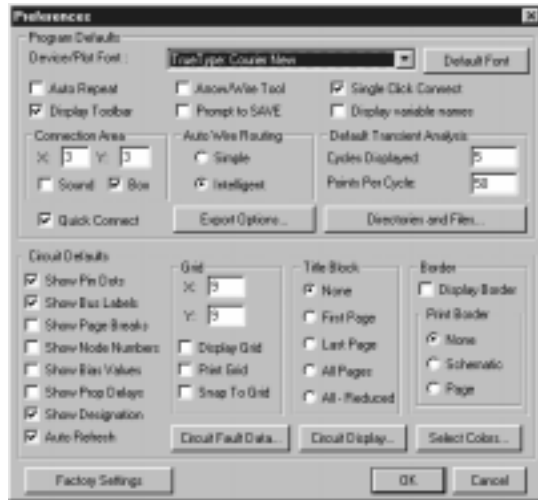 Preferences
Program Defaults
Device/Plot Font :
TrueType: Courier New
Default Font
Auto Repeat
Arrow/Wire Tool
Single Click Connect
Display Toolbar
Prompt to SAVE
Display variable names
Connection Area
X: 3 Y: 3
Sound Box
Auto Wire Routing
Simple
Intelligent
Default Transient Analysis
Cycles Displayed: 5
Points Per Cycle: 50
Quick Connect
Export Options...
Directories and Files...
Circuit Defaults
Show Pin Dots
Show Bus Labels
Show Page Breaks
Show Node Numbers
Show Bias Values
Show Prop Delays
Show Designation
Auto Refresh
Grid
X: 9
Y: 9
Display Grid
Print Grid
Snap To Grid
Title Block
None
First Page
Last Page
All Pages
All - Reduced
Border
Display Border
Print Border
None
Schematic
Page
Circuit Fault Data...
Circuit Display...
Select Colors...
Factory Settings
OK
Cancel